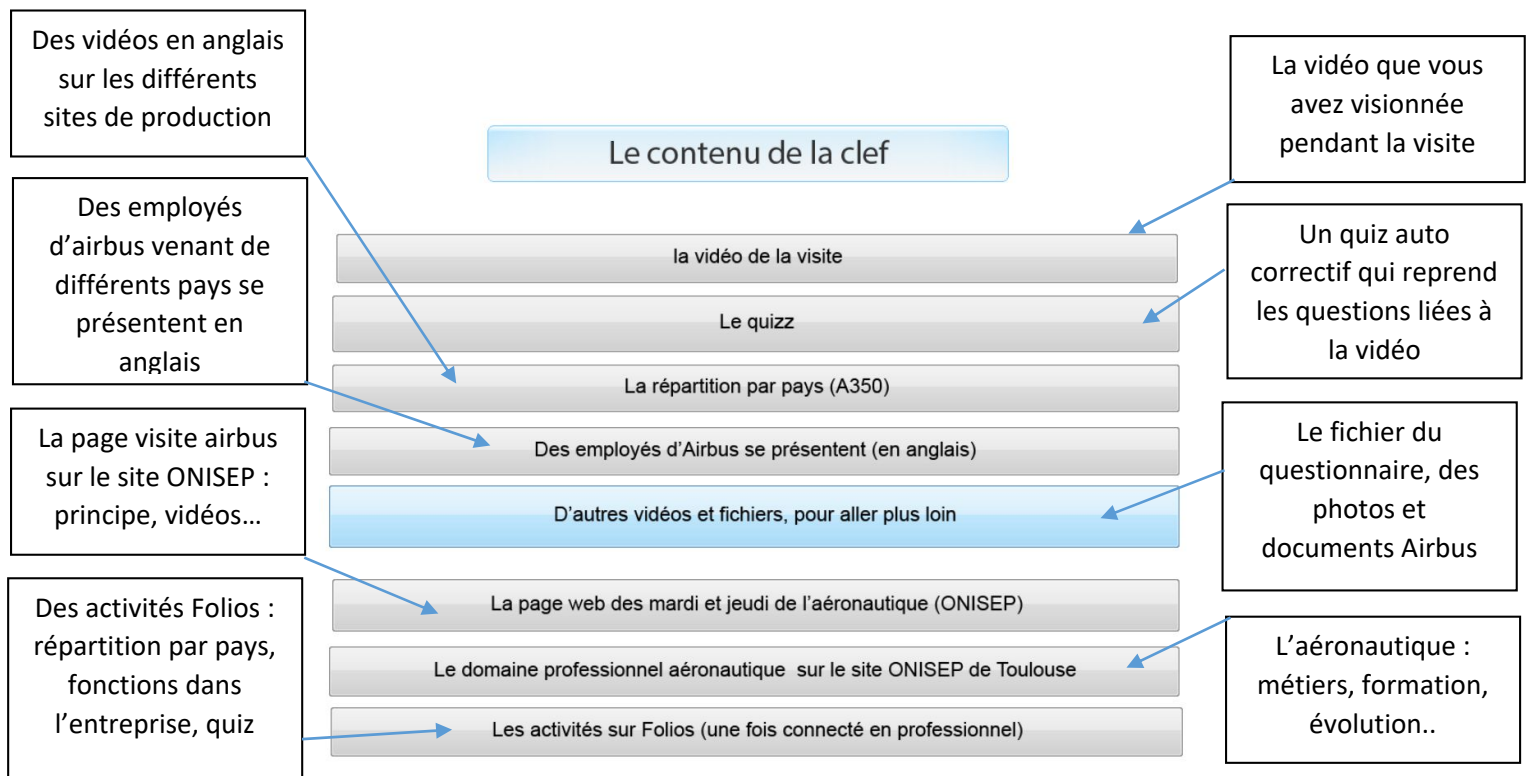 Des vidéos en anglais
sur les différents
sites de production
La vidéo que vous
avez visionnée
pendant la visite
Le contenu de la clef
Des employés
d’airbus venant de
différents pays se
présentent en
anglais
Un quiz auto
correctif qui reprend
les questions liées à
la vidéo
la vidéo de la visite
Le quizz
La répartition par pays (A350)
Des employés d’Airbus se présentent (en anglais)
D’autres vidéos et fichiers, pour aller plus loin
La page visite airbus
sur le site ONISEP :
principe, vidéos…
Le fichier du
questionnaire, des
photos et
documents Airbus
La page web des mardi et jeudi de l’aéronautique (ONISEP)
Le domaine professionnel aéronautique sur le site ONISEP de Toulouse
Les activités sur Folios (une fois connecté en professionnel)
Des activités Folios :
répartition par pays,
fonctions dans
l’entreprise, quiz
L’aéronautique :
métiers, formation,
évolution..